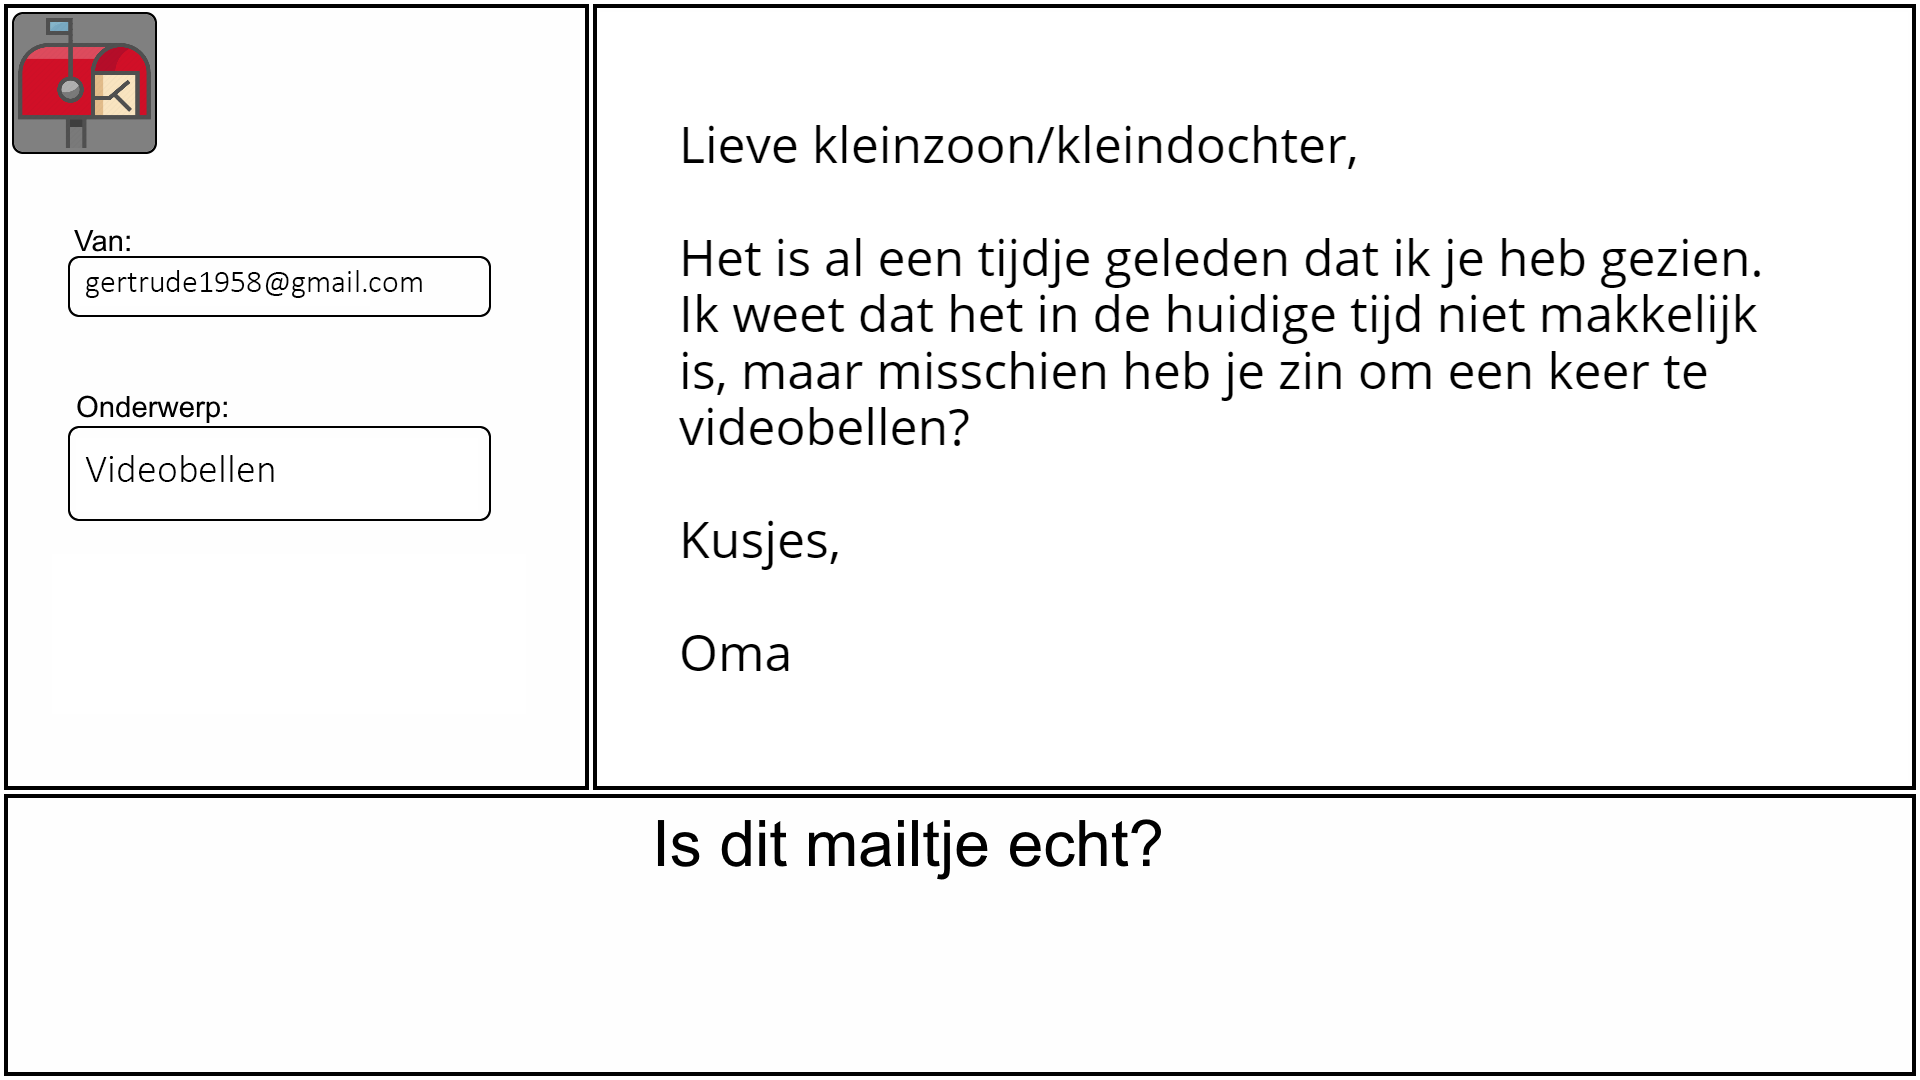 Van:
gertrude1958@gmail.com
Onderwerp:
Videobellen
Lieve kleinzoon/kleindochter,
Het is al een tijdje geleden dat ik je heb gezien.
Ik weet dat het in de huidige tijd niet makkelijk
is, maar misschien heb je zin om een keer te
videobellen?
Kusjes,
Oma
Is dit mailtje echt?